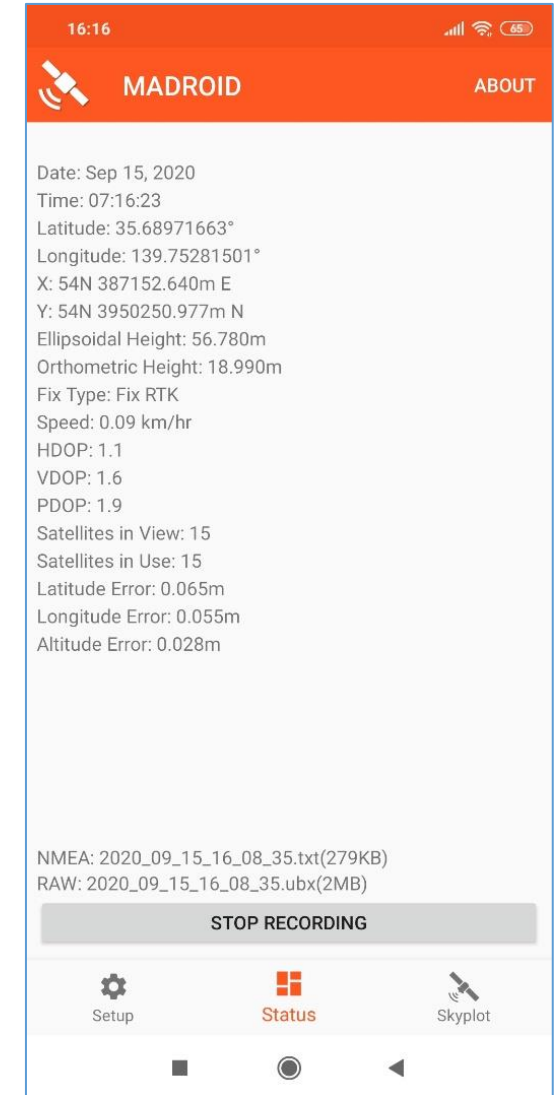 16:16
65
MADROID
ABOUT
Date: Sep 15, 2020
Time: 07:16:23
Latitude: 35.68971663°
Longitude: 139.75281501°
X: 54N 387152.640m E
Y: 54N 3950250.977m N
Ellipsoidal Height: 56.780m
Orthometric Height: 18.990m
Fix Type: Fix RTK
Speed: 0.09 km/hr
HDOP: 1.1
VDOP: 1.6
PDOP: 1.9
Satellites in View: 15
Satellites in Use: 15
Latitude Error: 0.065m
Longitude Error: 0.055m
Altitude Error: 0.028m
NMEA: 2020_09_15_16_08_35.txt(279KB)
RAW: 2020_09_15_16_08_35.ubx(2MB)
STOP RECORDING
Setup
Status
Skyplot